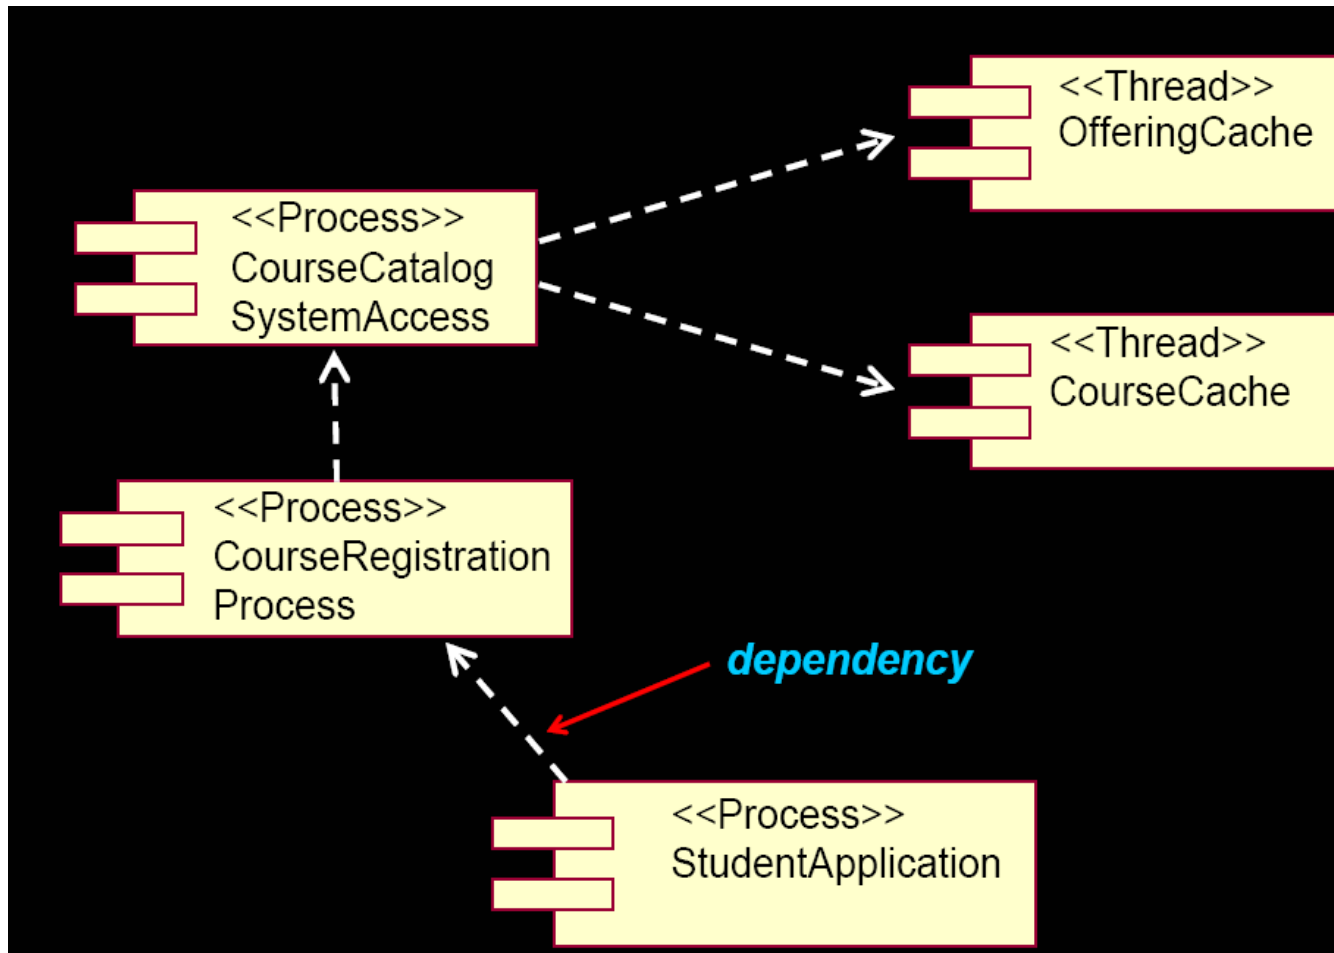 <<Thread>>
OfferingCache
<<Process>>
CourseCatalog
SystemAccess
<<Thread>>
CourseCache
<<Process>>
CourseRegistration
Process
dependency
<<Process>>
StudentApplication